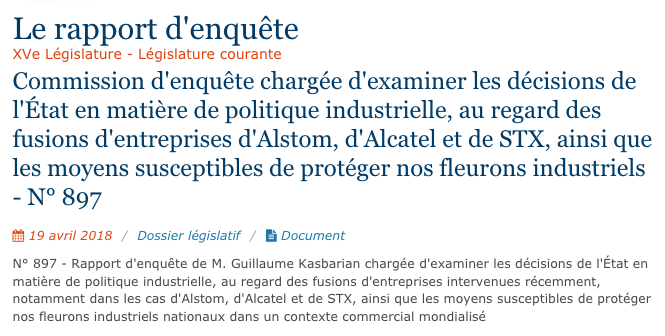 Le rapport d'enquête
XVe Législature - Législature courante
Commission d'enquête chargée d'examiner les décisions de
l'État en matière de politique industrielle, au regard des
fusions d'entreprises d'Alstom, d'Alcatel et de STX, ainsi que
les moyens susceptibles de protéger nos fleurons industriels
- N° 897
19 avril 2018 / Dossier législatif / Document
N° 897 - Rapport d'enquête de M. Guillaume Kasbarian chargée d'examiner les décisions de l'État en
matière de politique industrielle, au regard des fusions d'entreprises intervenues récemment,
notamment dans les cas d'Alstom, d'Alcatel et de STX, ainsi que les moyens susceptibles de protéger
nos fleurons industriels nationaux dans un contexte commercial mondialisé